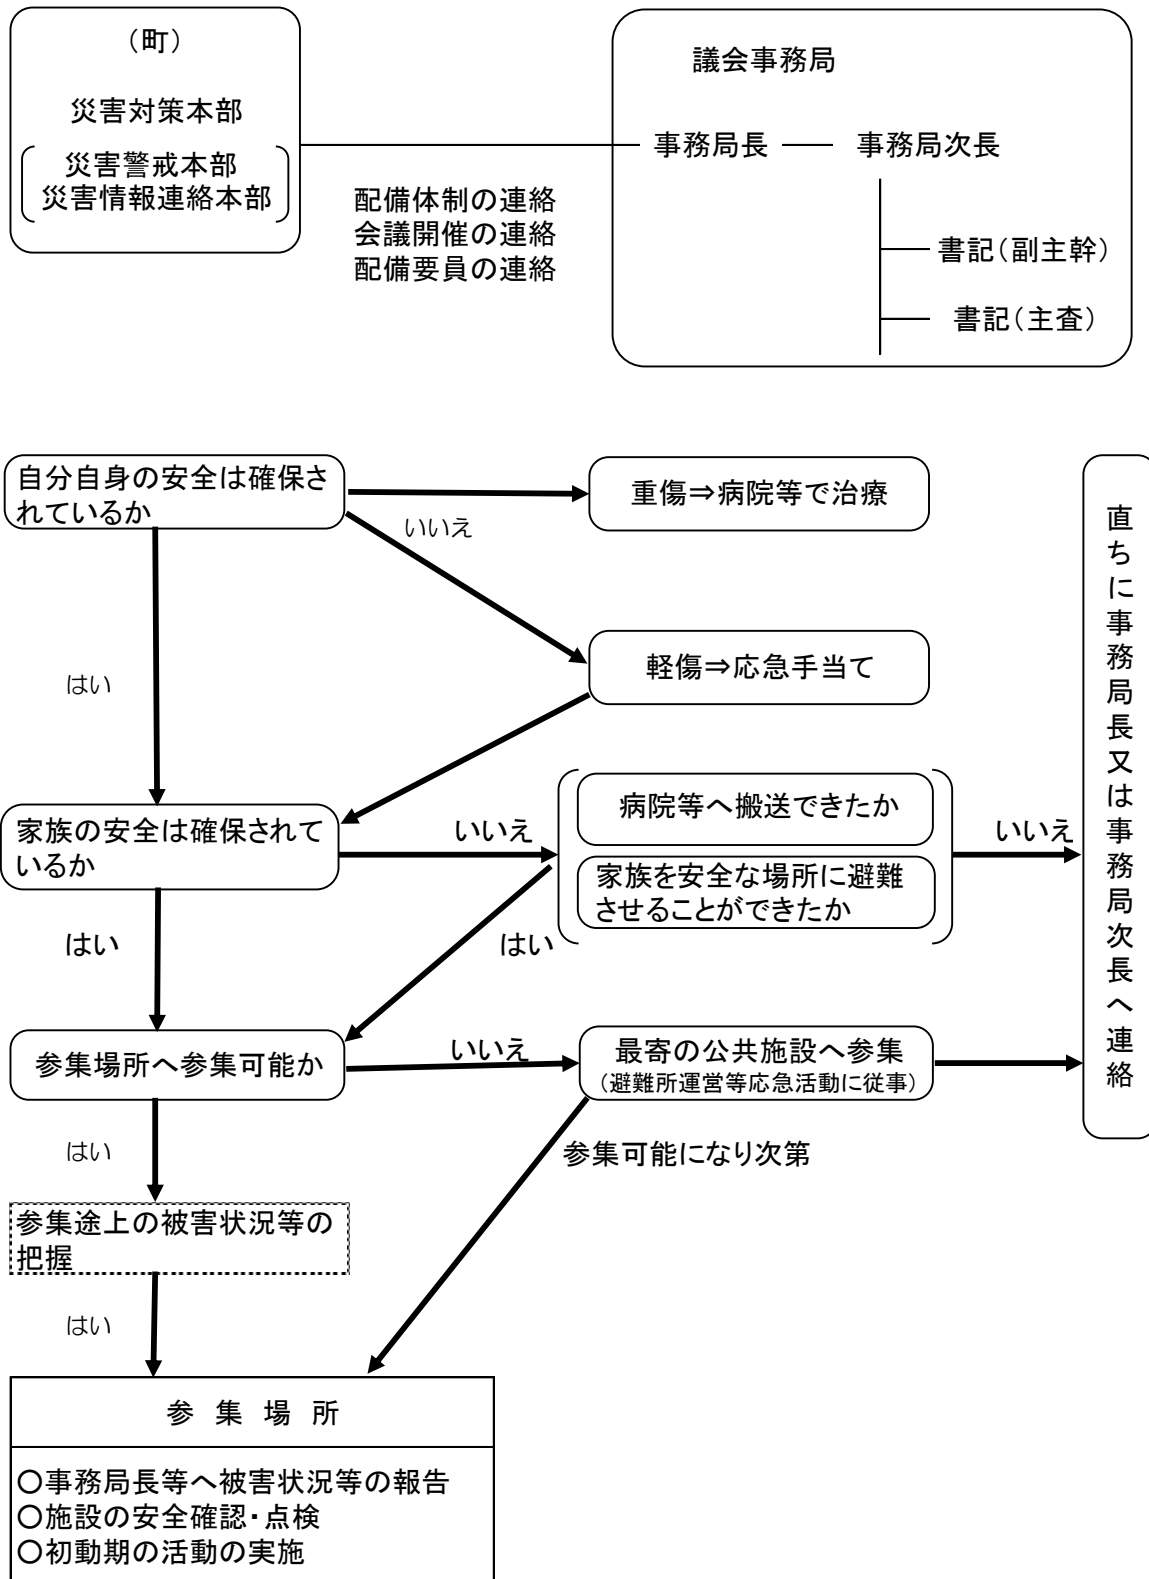 （町）
災害対策本部
災害警戒本部
災害情報連絡本部
配備体制の連絡
会議開催の連絡
配備要員の連絡
議会事務局
事務局長
事務局次長
書記（副主幹）
書記（主査）
自分自身の安全は確保さ
れているか
いいえ
重傷⇒病院等で治療
はい
軽傷⇒応急手当て
家族の安全は確保されて
いるか
いいえ
病院等へ搬送できたか
家族を安全な場所に避難
させることができたか
いいえ
はい
はい
参集場所へ参集可能か
いいえ
最寄の公共施設へ参集
（避難所運営等応急活動に従事）
直ちに事務局長又は事務局次長へ連絡
はい
参集可能になり次第
参集途上の被害状況等の
把握
はい
参集場所
○事務局長等へ被害状況等の報告
○施設の安全確認・点検
○初動期の活動の実施